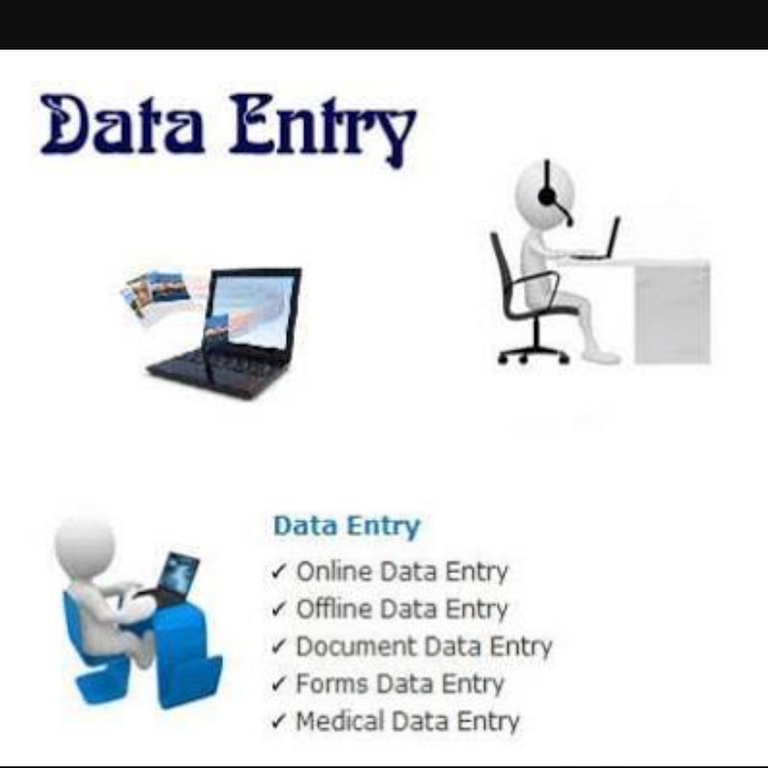 Data Entry
Data Entry
✓ Online Data Entry
✓ Offline Data Entry
✓ Document Data Entry
✓ Forms Data Entry
✓ Medical Data Entry